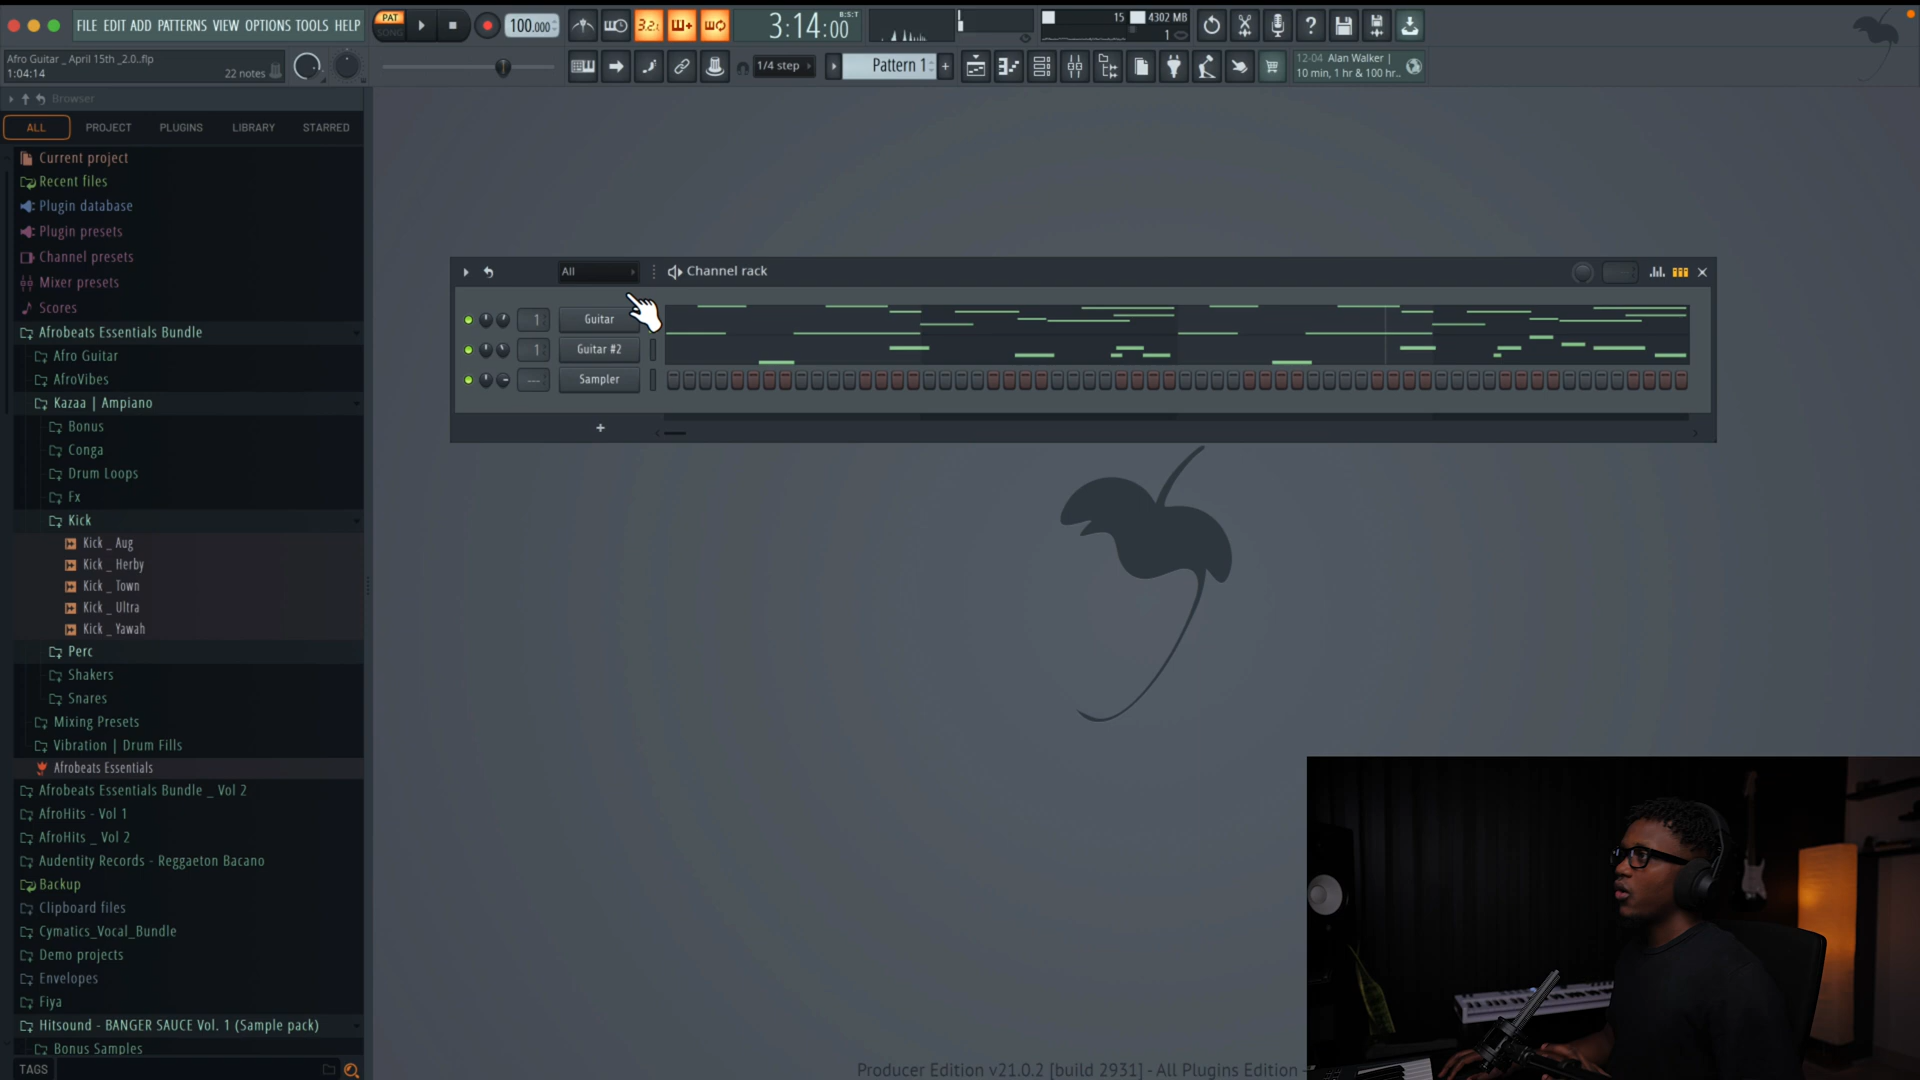 FILE EDIT ADD PATTERNS VIEW OPTIONS TOOLS HELP
PAT
SONG
100.000
3:14:00
B:S:T
15
4302 MB
1
Afro Guitar _ April 15th _2.0_.flp
1:04:14
22 notes
1/4 step
Pattern 1
12-04 Alan Walker |
10 min, 1 hr & 100 hr..
Browser
ALL
PROJECT
PLUGINS
LIBRARY
STARRED
Current project
Recent files
Plugin database
Plugin presets
Channel presets
Mixer presets
Scores
Afrobeats Essentials Bundle
Afro Guitar
AfroVibes
Kazaa | Ampiano
Bonus
Conga
Drum Loops
Fx
Kick
Kick _ Aug
Kick _ Herby
Kick _ Town
Kick _ Ultra
Kick _ Yawah
Perc
Shakers
Snares
Mixing Presets
Vibration | Drum Fills
Afrobeats Essentials
Afrobeats Essentials Bundle _ Vol 2
AfroHits - Vol 1
AfroHits _ Vol 2
Audentity Records - Reggaeton Bacano
Backup
Clipboard files
Cymatics_Vocal_Bundle
Demo projects
Envelopes
Fiya
Hitsound - BANGER SAUCE Vol. 1 (Sample pack)
Bonus Samples
TAGS
All
Channel rack
1
Guitar
1
Guitar #2
---
Sampler
+
Producer Edition v21.0.2 [build 2931] - All Plugins Edition -